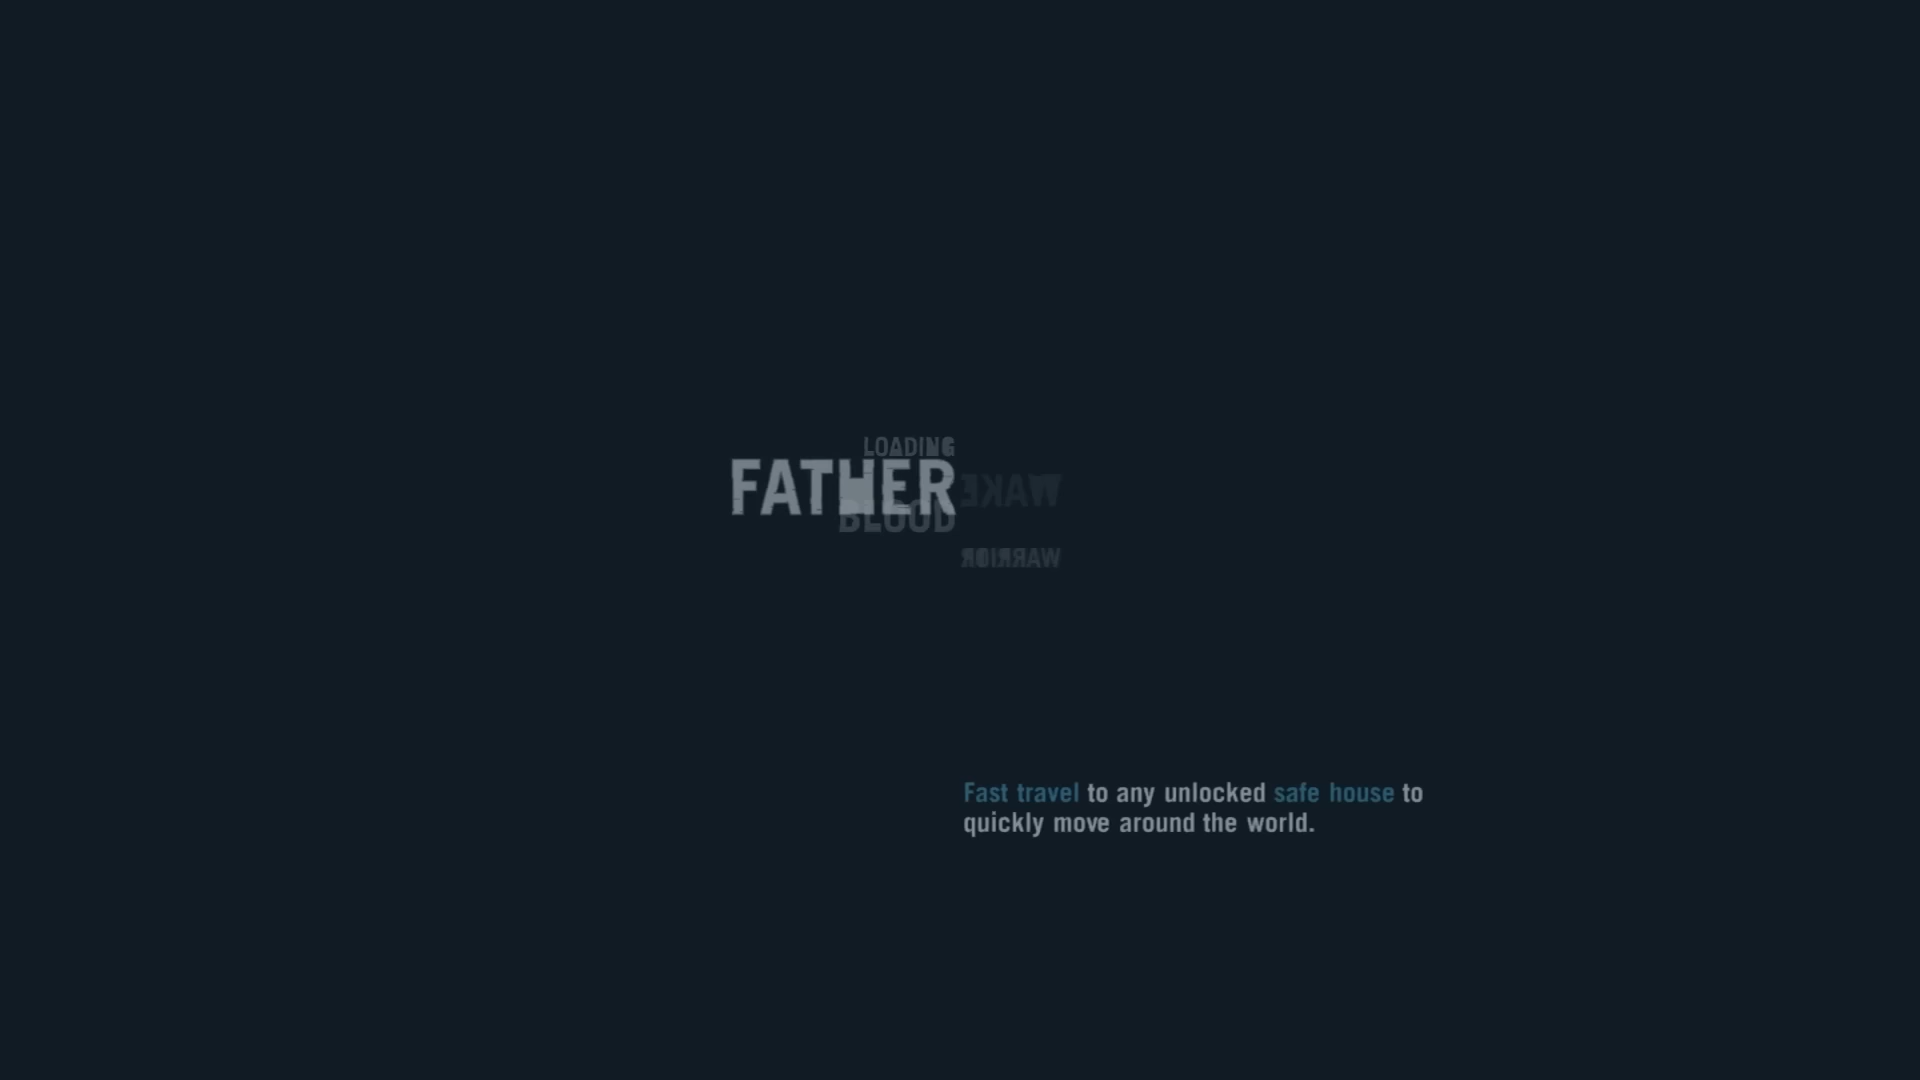 LOADING
FATHER
WAKE
BLOOD
WARRIOR
Fast travel to any unlocked safe house to
quickly move around the world.